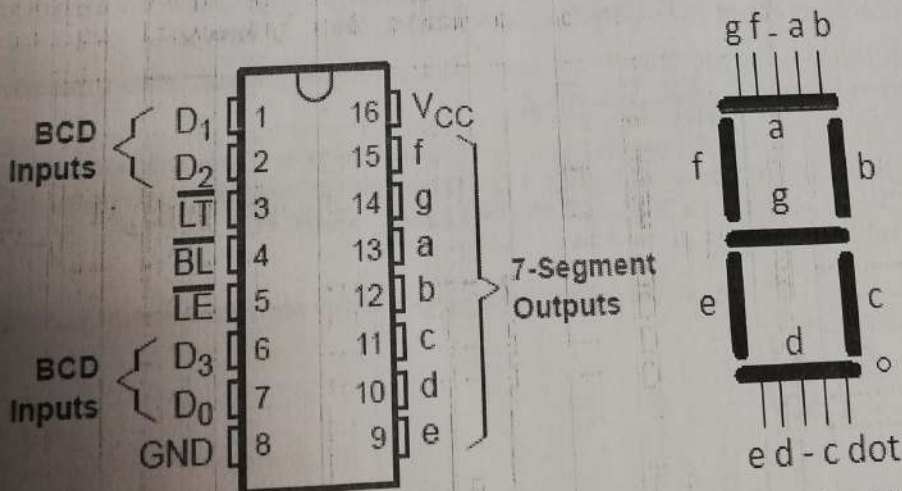 g f - a b
BCD Inputs
D1 1 16 VCC
D2 2 15 f
LT 3 14 g
BL 4 13 a
LE 5 12 b
BCD Inputs
D3 6 11 c
D0 7 10 d
GND 8 9 e
7-Segment
Outputs
a
f b
g
e c
d
e d - c dot